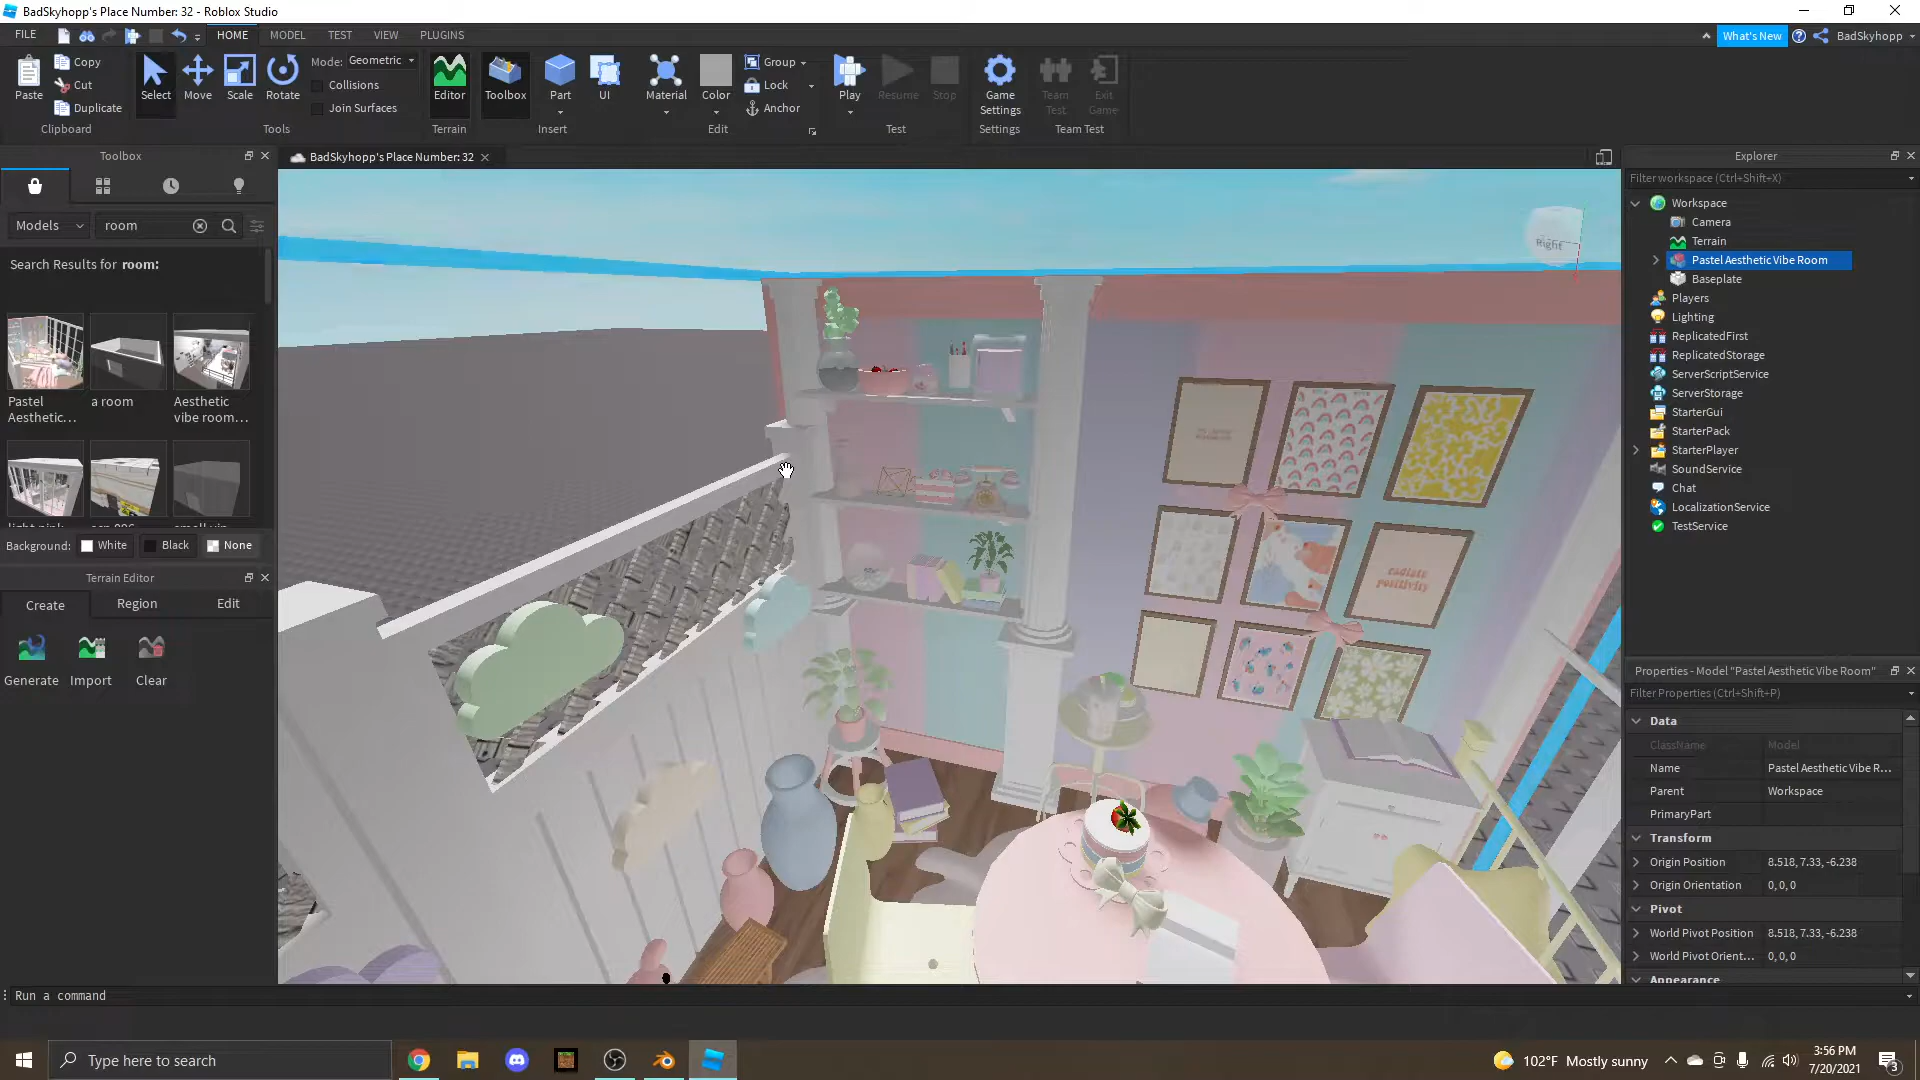 BadSkyhopp's Place Number: 32 - Roblox Studio
FILE HOME MODEL TEST VIEW PLUGINS What's New BadSkyhopp
Paste Copy Cut Duplicate
Select Move Scale Rotate
Mode: Geometric
Collisions
Join Surfaces
Editor Toolbox Part UI Material Color
Group
Lock
Anchor
Play Resume Stop
Game Settings
Team Test
Exit Game
Clipboard Tools Terrain Insert Edit Test Settings Team Test
Toolbox
BadSkyhopp's Place Number: 32
Explorer
Models room
Search Results for room:
Pastel Aesthetic...
a room
Aesthetic vibe room...
Background: White Black None
Terrain Editor
Create Region Edit
Generate Import Clear
Right
radiate positivity
Filter workspace (Ctrl+Shift+X)
Workspace
Camera
Terrain
Pastel Aesthetic Vibe Room
Baseplate
Players
Lighting
ReplicatedFirst
ReplicatedStorage
ServerScriptService
ServerStorage
StarterGui
StarterPack
StarterPlayer
SoundService
Chat
LocalizationService
TestService
Properties - Model "Pastel Aesthetic Vibe Room"
Filter Properties (Ctrl+Shift+P)
Data
ClassName Model
Name Pastel Aesthetic Vibe R...
Parent Workspace
PrimaryPart
Transform
Origin Position 8.518, 7.33, -6.238
Origin Orientation 0, 0, 0
Pivot
World Pivot Position 8.518, 7.33, -6.238
World Pivot Orient... 0, 0, 0
Appearance
Run a command
Type here to search
102°F Mostly sunny
3:56 PM
7/20/2021
3